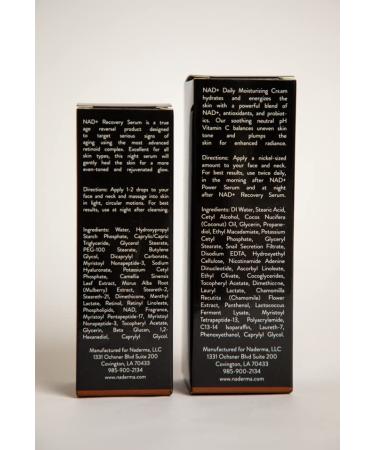 NAD+ Recovery Serum is a true
age reversal product designed
to target serious signs of
aging using the most advanced
retinoid complex. Excellent for all
skin types, this night serum will
gently heal the skin for a more
even-toned and rejuvenated glow.
Directions: Apply 1-2 drops to your
face and neck and massage into skin
in light, circular motions. For best
results, use at night after cleansing.
Ingredients: Water, Hydroxypropyl
Starch Phosphate, Caprylic/Capric
Triglyceride, Glycerol Stearate,
PEG-100 Stearate, Butylene
Glycol, Dicaprylyl Carbonate,
Myristoyl Nonapeptide-3, Sodium
Hyaluronate, Potassium Cetyl
Phosphate, Camellia Sinensis
Leaf Extract, Morus Alba Root
(Mulberry) Extract, Steareth-2,
Steareth-21, Dimethicone, Menthyl
Lactate, Retinol, Retinyl Linoleate,
Phospholipids, NAD, Fragrance,
Myristoyl Pentapeptide-17, Myristoyl
Nonapeptide-3, Tocopheryl Acetate,
Glycerin, Beta Glucan, 1,2-
Hexanediol, Caprylyl Glycol.
Manufactured for Naderma, LLC
1331 Ochsner Blvd Suite 200
Covington, LA 70433
985-900-2134
www.naderma.com
NAD+ Daily Moisturizing Cream
hydrates and energizes the
skin with a powerful blend of
NAD+, antioxidants, and probiot-
ics. Our soothing neutral pH
Vitamin C balances uneven skin
tone and plumps the
skin for enhanced radiance.
Directions: Apply a nickel-sized
amount to your face and neck.
For best results, use twice daily,
in the morning after NAD+
Power Serum and at night
after NAD+ Recovery Serum.
Ingredients: DI Water, Stearic Acid,
Cetyl Alcohol, Cocos Nucifera
(Coconut) Oil, Glycerin, Propane-
diol, Ethyl Macadamiate, Potassium
Cetyl Phosphate, Glyceryl
Stearate, Snail Secretion Filtrate,
Disodium EDTA, Hydroxyethyl
Cellulose, Nicotinamide Adenine
Dinucleotide, Ascorbyl Linoleate,
Ethyl Olivate, Cocoglycerides,
Tocopheryl Acetate, Dimethicone,
Lauryl Lactate, Chamomilla
Recutita (Chamomile) Flower
Extract, Panthenol, Lactococcus
Ferment Lysate, Myristoyl
Tetrapeptide-13, Polyacrylamide,
C13-14 Isoparaffin, Laureth-7,
Phenoxyethanol, Caprylyl Glycol.
Manufactured for Naderma, LLC
1331 Ochsner Blvd Suite 200
Covington, LA 70433
985-900-2134
www.naderma.com